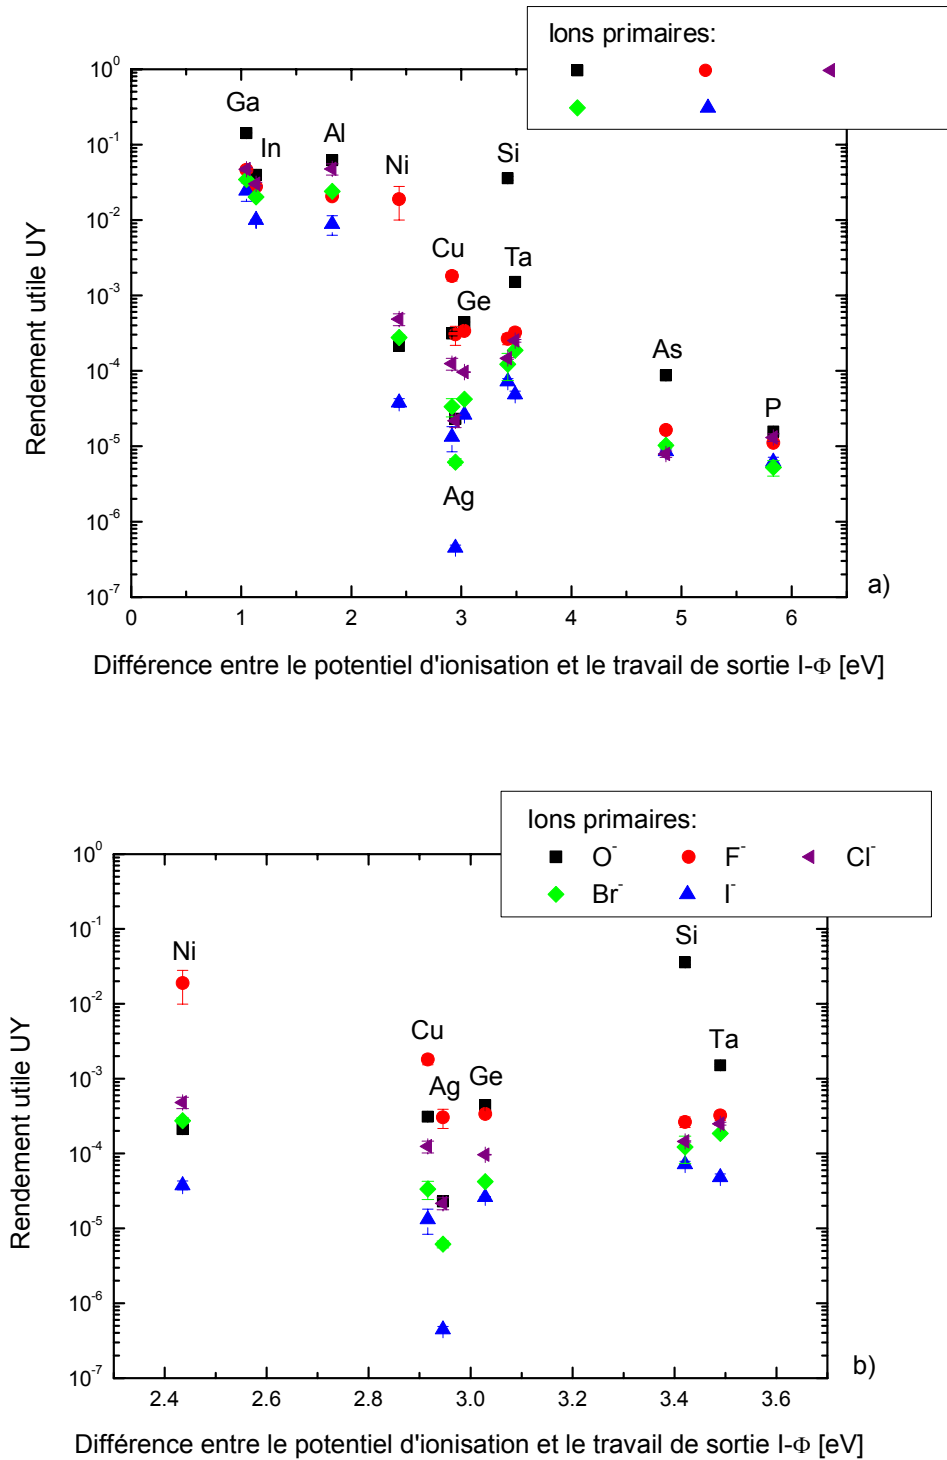 Ions primaires:
10⁰
10⁻¹
10⁻²
10⁻³
10⁻⁴
10⁻⁵
10⁻⁶
10⁻⁷
Rendement utile UY
Ga
In
Al
Ni
Si
Cu
Ge
Ta
Ag
As
P
a)
0 1 2 3 4 5 6
Différence entre le potentiel d'ionisation et le travail de sortie I-Φ [eV]
Ions primaires:
O⁻ F⁻ Cl⁻
Br⁻ I⁻
10⁰
10⁻¹
10⁻²
10⁻³
10⁻⁴
10⁻⁵
10⁻⁶
10⁻⁷
Rendement utile UY
Ni
Cu
Ag
Ge
Si
Ta
b)
2.4 2.6 2.8 3.0 3.2 3.4 3.6
Différence entre le potentiel d'ionisation et le travail de sortie I-Φ [eV]